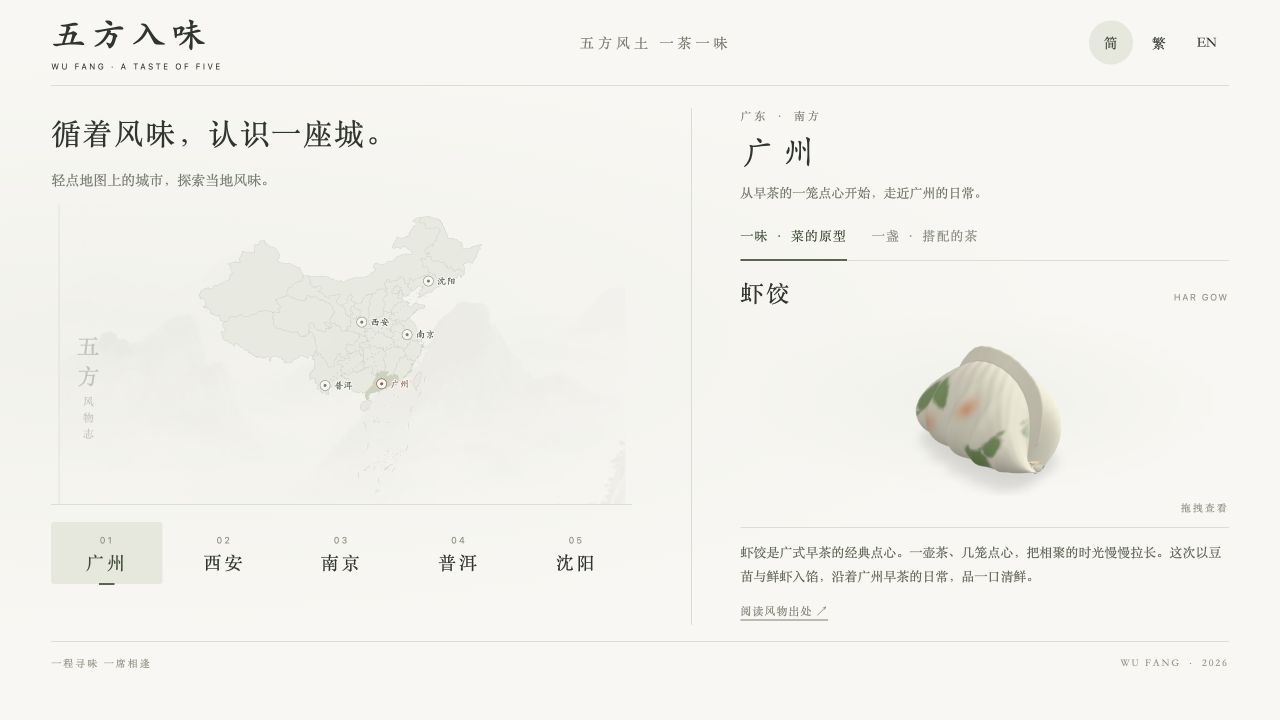 五方入味
WU FANG · A TASTE OF FIVE
五方风土 一茶一味
简 繁 EN
循着风味，认识一座城。
轻点地图上的城市，探索当地风味。
五方
风物志
沈阳
西安
南京
普洱
广州
01
广州
02
西安
03
南京
04
普洱
05
沈阳
广东 · 南方
广州
从早茶的一笼点心开始，走近广州的日常。
一味 · 菜的原型 一盏 · 搭配的茶
虾饺
HAR GOW
拖拽查看
虾饺是广式早茶的经典点心。一壶茶、几笼点心，把相聚的时光慢慢拉长。这次以豆
苗与鲜虾入馅，沿着广州早茶的日常，品一口清鲜。
阅读风物出处 ↗
一程寻味 一席相逢
WU FANG · 2026